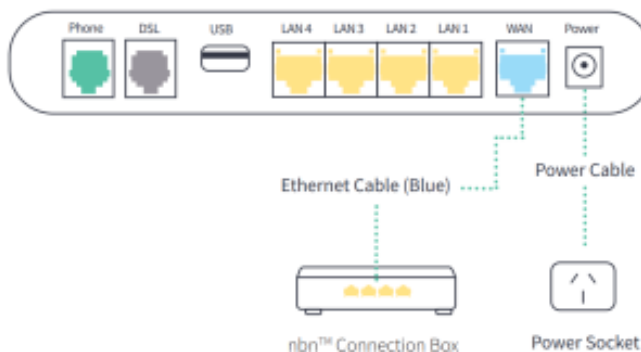 Phone DSL USB LAN 4 LAN 3 LAN 2 LAN 1 WAN Power
Power Cable
Ethernet Cable (Blue)
nbn™ Connection Box
Power Socket